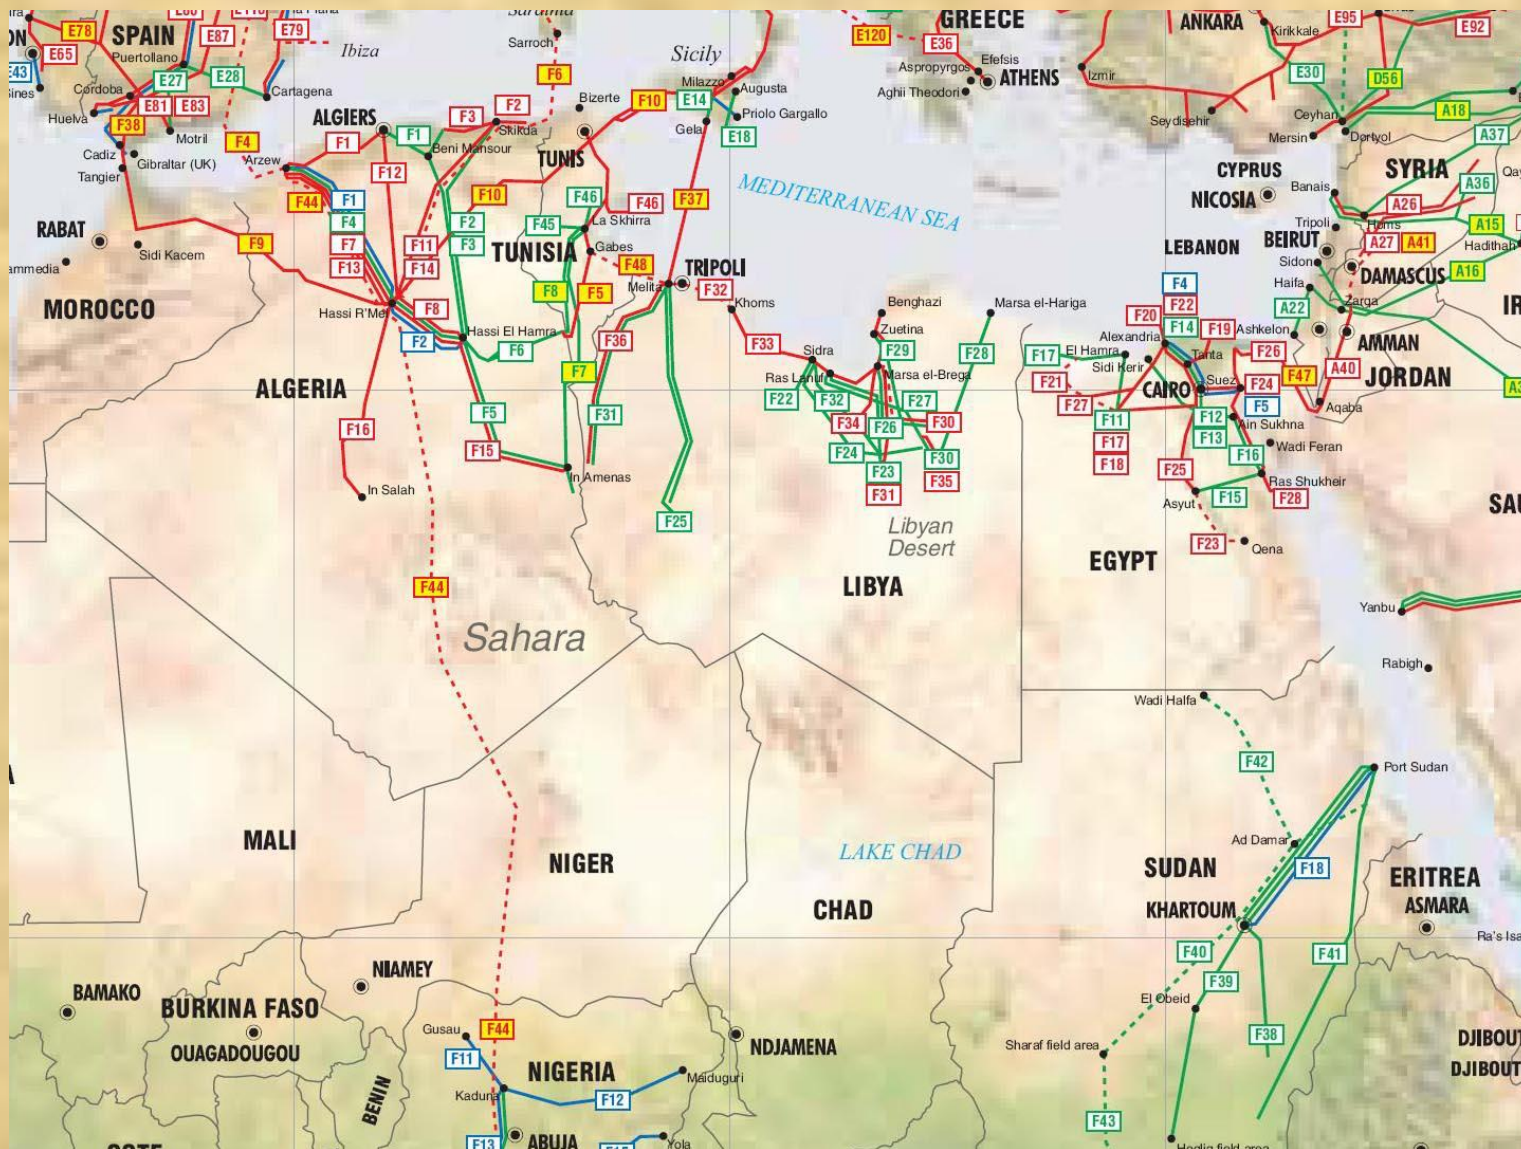 E78
SPAIN
E87
E79
Sardinia
GREECE
ANKARA
E95
E92
E65
Puertollano
Ibiza
Sarroch
Sicily
E120
E36
Efefsis
Kirikkale
E43
E27
E28
F6
Milazzo
Aspropyrgos
ATHENS
Izmir
E30
D56
Cordoba
E81
E83
Cartagena
Bizerte
F10
E14
Augusta
Aghii Theodori
Huelva
F38
Motril
ALGIERS
F3
F2
Skikda
Gela
Priolo Gargallo
E18
Seydisehir
Ceyhan
A18
Mersin
Dortyol
A37
Cadiz
Gibraltar (UK)
F4
Arzew
F1
F1
Beni Mansour
TUNIS
Tangier
F12
F10
MEDITERRANEAN SEA
CYPRUS
NICOSIA
SYRIA
Banais
A36
F44
F1
F4
F7
F13
F2
F3
F46
F46
F37
F45
La Skhirra
A26
A15
Tripoli
Homs
RABAT
F9
Sidi Kacem
F11
F14
TUNISIA
Gabes
F48
TRIPOLI
LEBANON
BEIRUT
A27
A41
Hadithah
Sidon
DAMASCUS
A16
MOROCCO
Hassi R'Mel
F8
F8
F5
Melita
F32
Khoms
Benghazi
Marsa el-Hariga
F4
F22
F14
Haifa
Zarga
A22
F2
Hassi El Hamra
F6
F36
F33
Zuetina
F29
F28
F20
Alexandria
F19
Ashkelon
AMMAN
F17
El Hamra
Sidi Kerir
Tanta
F26
ALGERIA
F7
Sidra
Ras Lanuf
Marsa el-Brega
F21
CAIRO
Suez
F24
F47
A40
JORDAN
F22
F32
F27
F27
F5
Aqaba
F16
F5
F31
F34
F26
F30
F11
F12
F13
Ain Sukhna
Wadi Feran
F15
F24
F23
F30
F17
F18
F16
F25
In Amenas
F31
F35
Ras Shukheir
In Salah
Asyut
F15
F28
F25
Libyan
Desert
F23
Qena
EGYPT
F44
LIBYA
Yanbu
Sahara
Rabigh
Wadi Halfa
F42
Port Sudan
MALI
NIGER
LAKE CHAD
Ad Damar
SUDAN
F18
ERITREA
CHAD
KHARTOUM
ASMARA
NIAMEY
F40
F41
BAMAKO
BURKINA FASO
F39
El Obeid
Gusau
F44
F38
OUAGADOUGOU
F11
NDJAMENA
Sharaf field area
NIGERIA
Maiduguri
BENIN
Kaduna
F12
F43
F13
ABUJA
Yola
Heglig field area